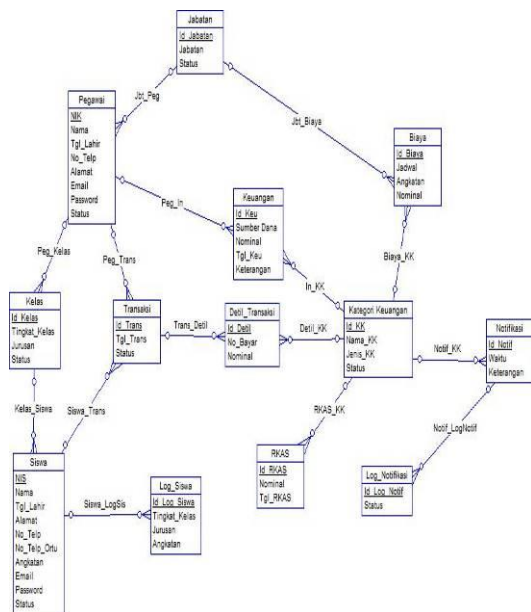 Jabatan
Id_Jabatan
Jabatan
Status
Pegawai
NIK
Nama
Tgl_Lahir
No_Telp
Alamat
Email
Password
Status
Jbt_Peg
Jbt_Biaya
Biaya
Id_Biaya
Jadwal
Angkatan
Nominal
Peg_In
Keuangan
Id_Keu
Sumber Dana
Nominal
Tgl_Keu
Keterangan
Peg_Kelas
Peg_Trans
In_KK
Biaya_KK
Kelas
Id_Kelas
Tingkat_Kelas
Jurusan
Status
Transaksi
Id_Trans
Tgl_Trans
Status
Trans_Detil
Detil_Transaksi
Id_Detil
No_Bayar
Nominal
Detil_KK
Kategori Keuangan
Id_KK
Nama_KK
Jenis_KK
Status
Notif_KK
Notifikasi
Id_Notif
Waktu
Keterangan
Kelas_Siswa
Siswa_Trans
RKAS_KK
Notif_LogNotif
RKAS
Id_RKAS
Nominal
Tgl_RKAS
Log_Notifikasi
Id_Log_Notif
Status
Siswa
NIS
Nama
Tgl_Lahir
Alamat
No_Telp
No_Telp_Ortu
Angkatan
Email
Password
Status
Siswa_LogSis
Log_Siswa
Id_Log_Siswa
Tingkat_Kelas
Jurusan
Angkatan